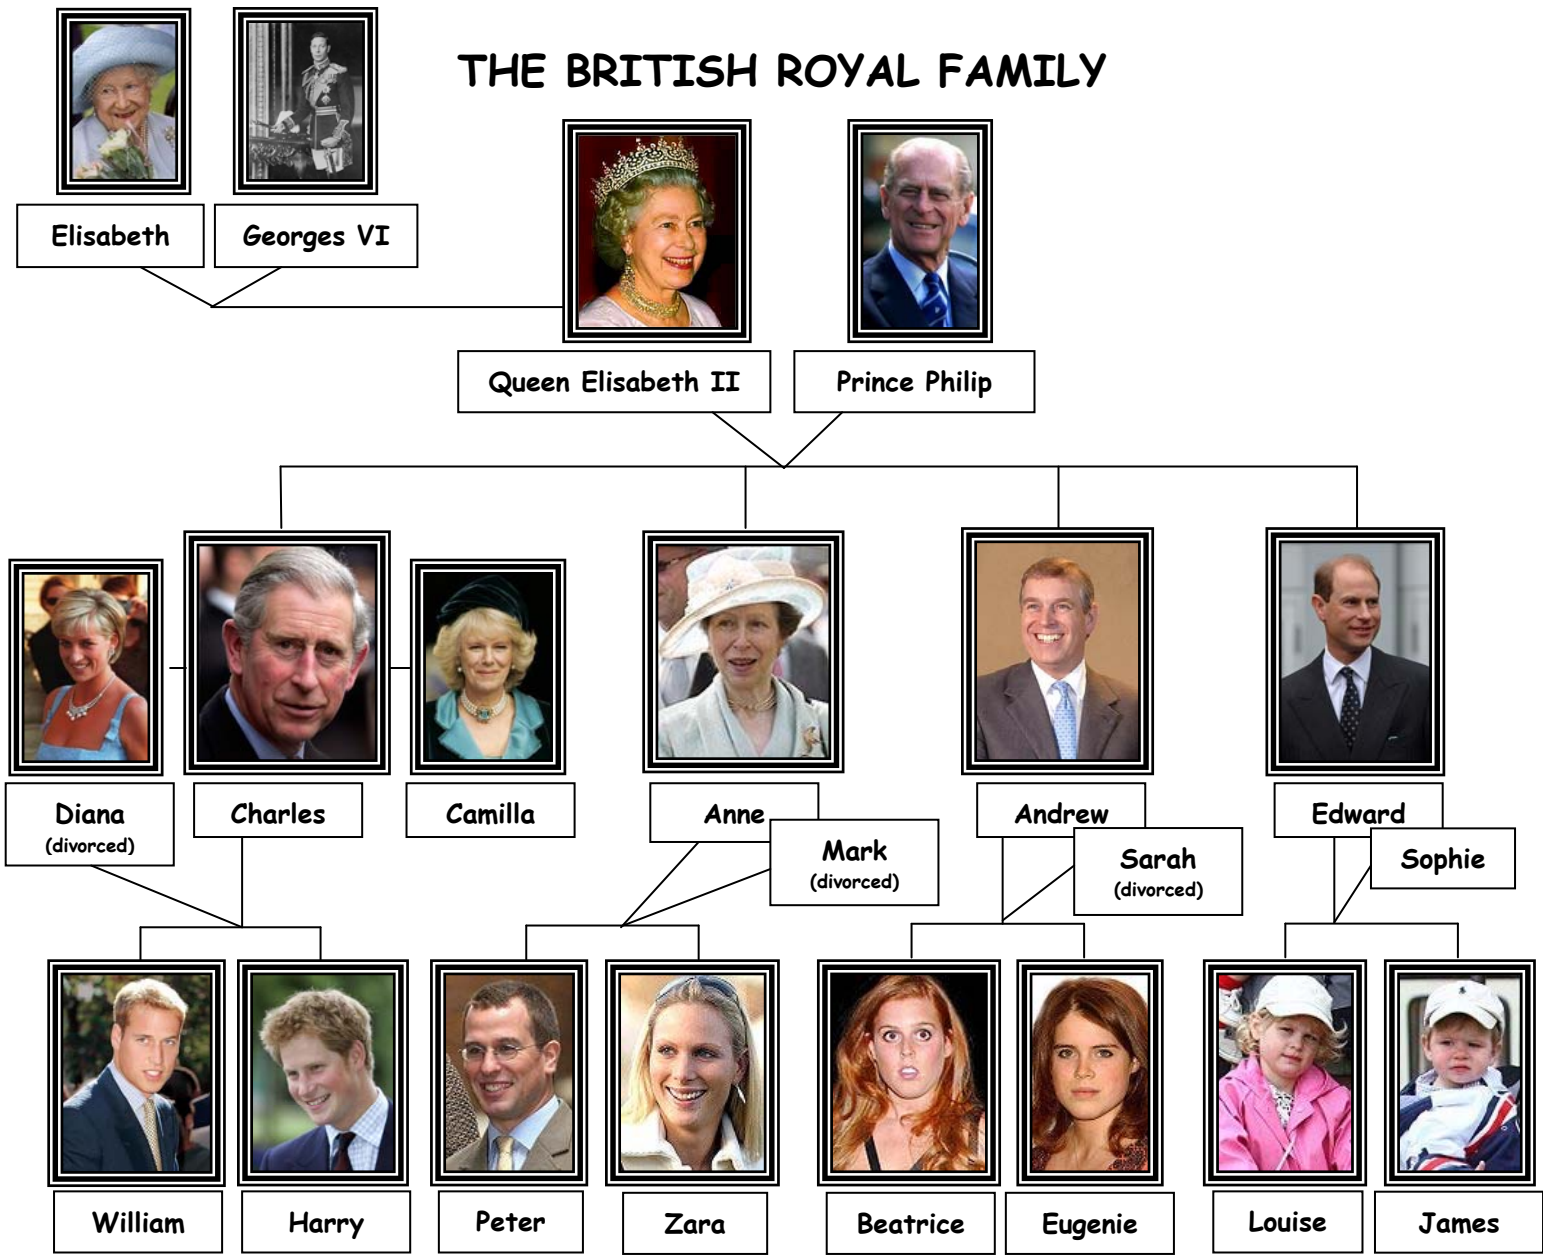 THE BRITISH ROYAL FAMILY
Elisabeth
Georges VI
Queen Elisabeth II
Prince Philip
Diana
(divorced)
Charles
Camilla
Anne
Mark
(divorced)
Andrew
Sarah
(divorced)
Edward
Sophie
William
Harry
Peter
Zara
Beatrice
Eugenie
Louise
James